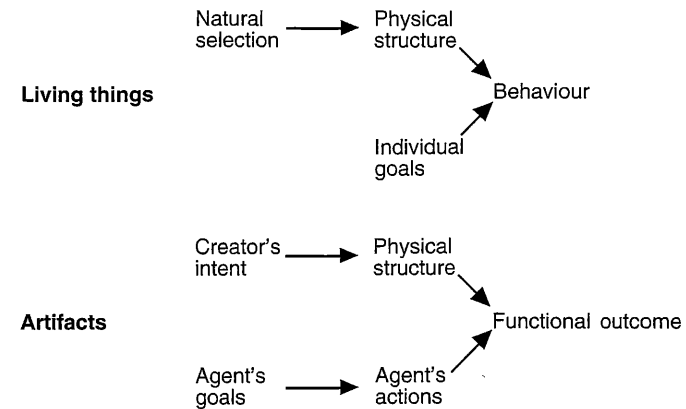 Natural
selection
Physical
structure
Living things
Behaviour
Individual
goals
Creator's
intent
Physical
structure
Artifacts
Functional outcome
Agent's
goals
Agent's
actions